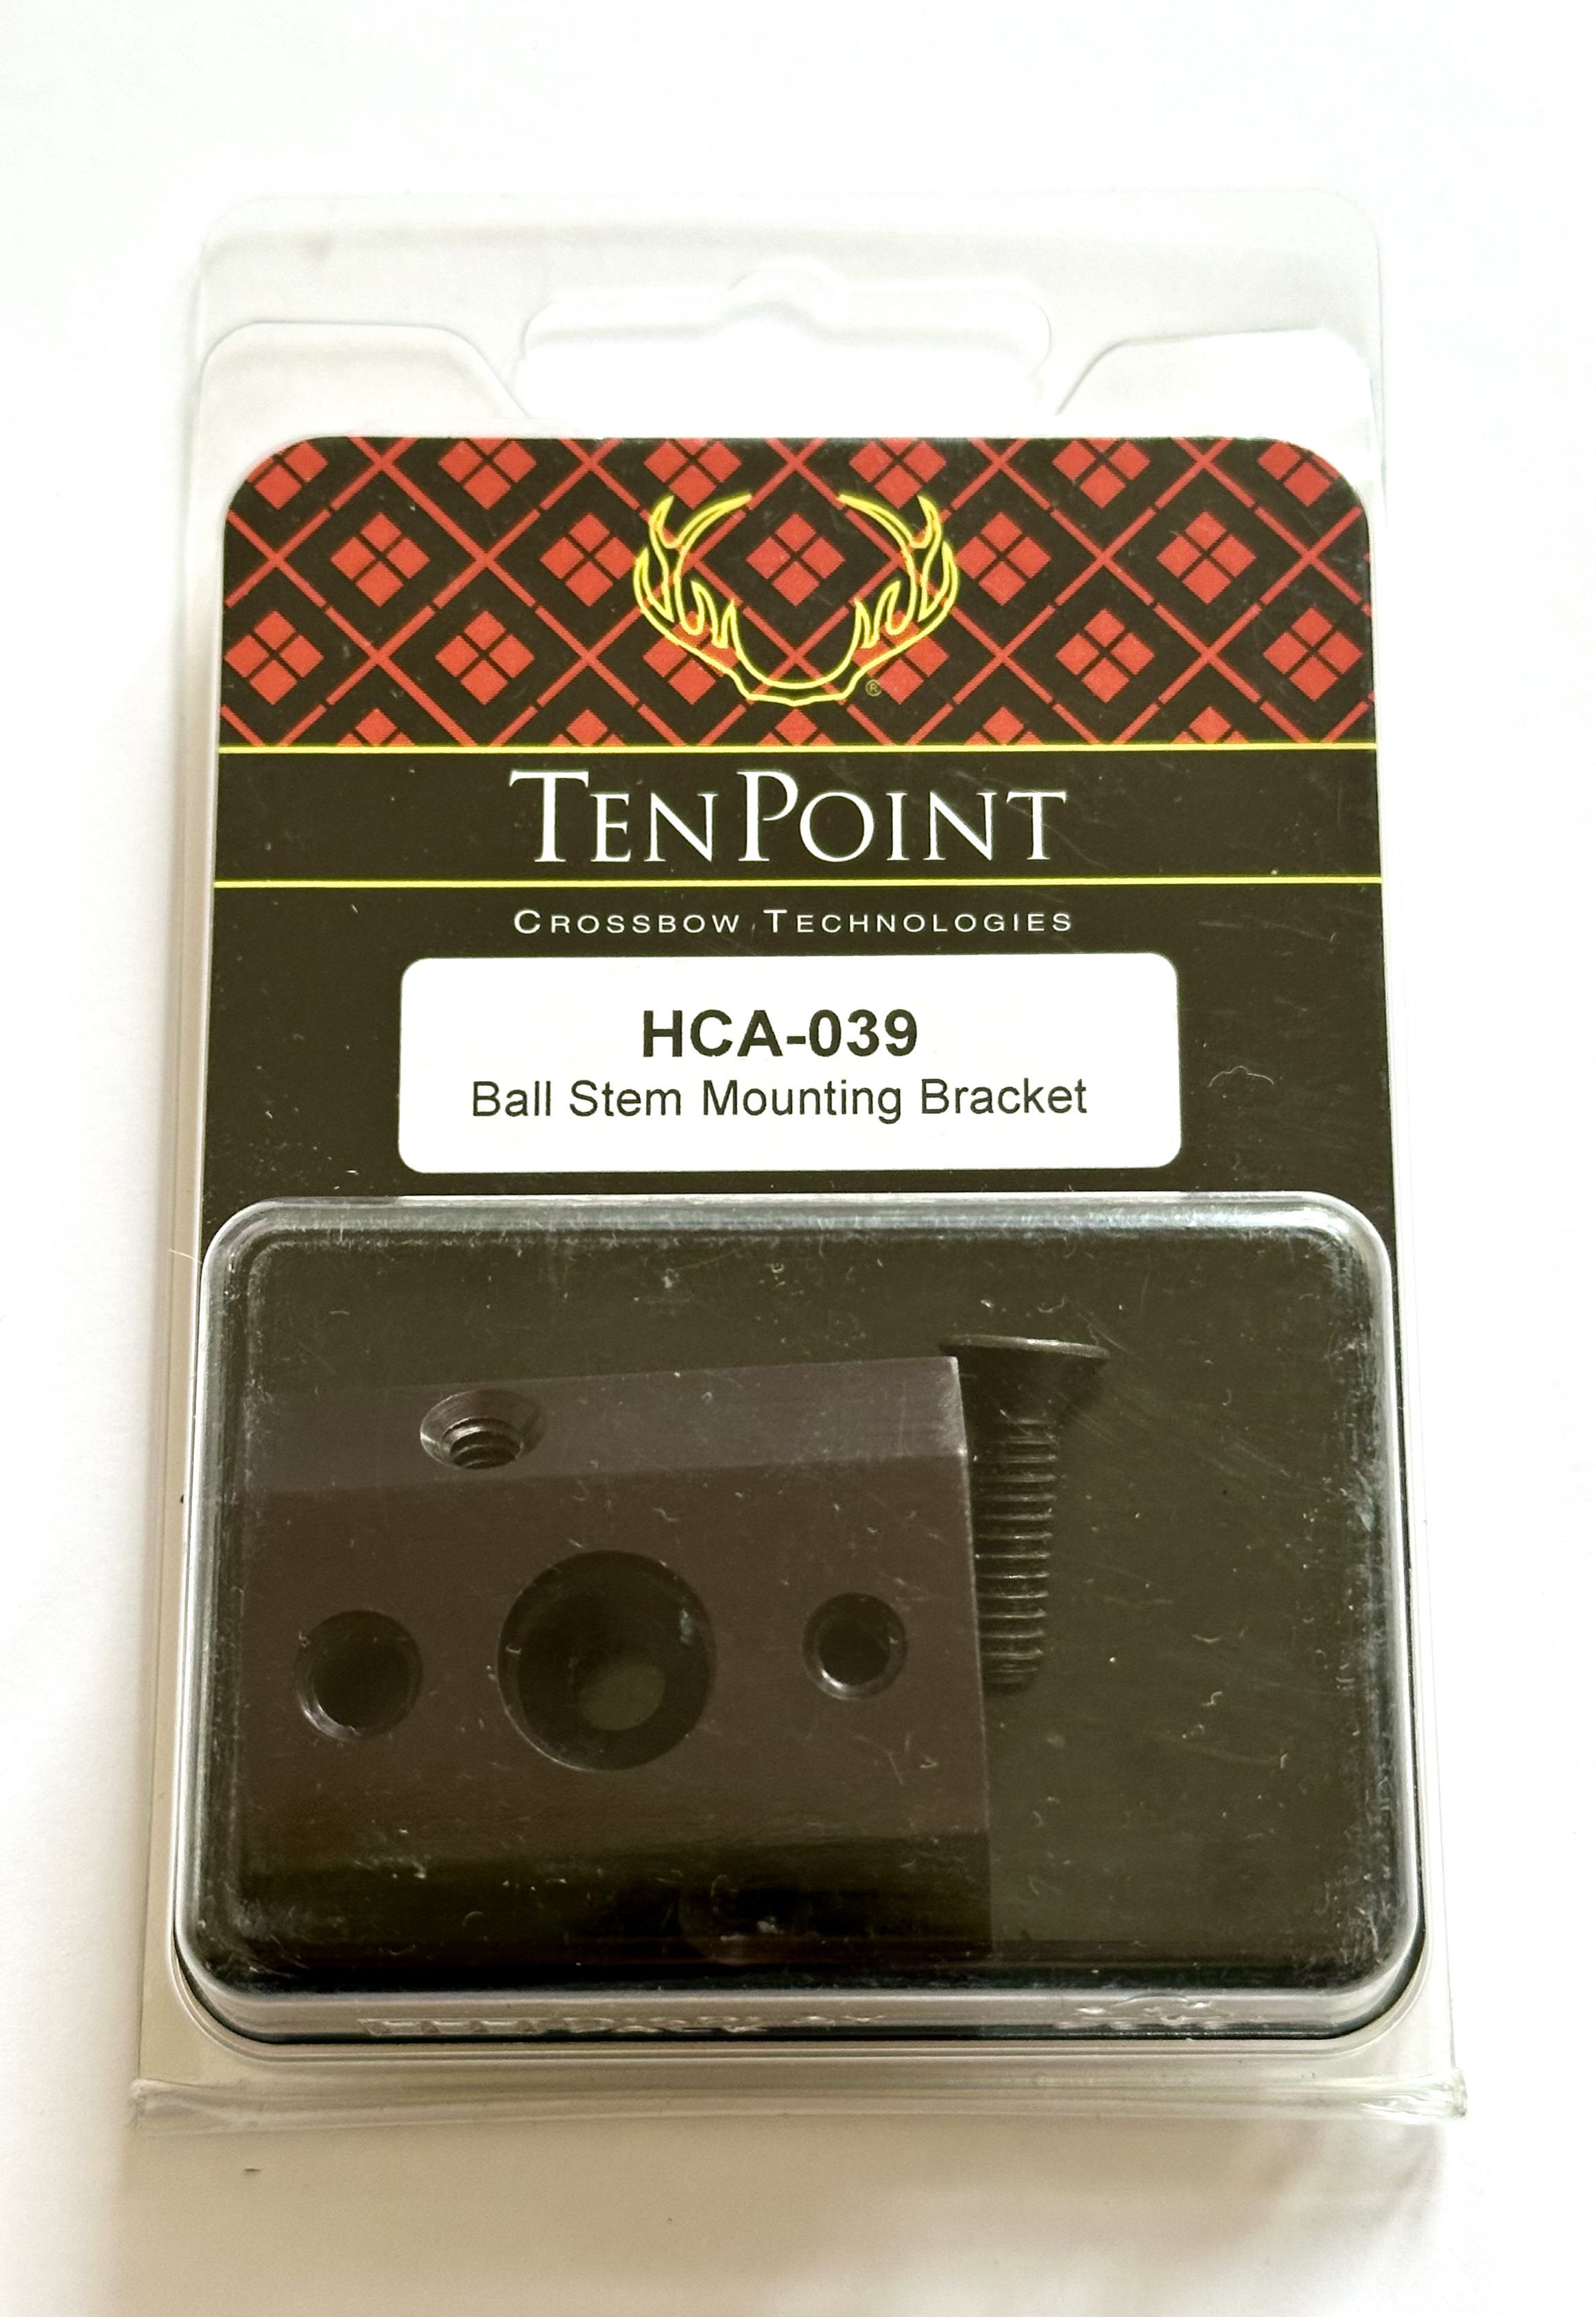 ®
TENPOINT
CROSSBOW TECHNOLOGIES
HCA-039
Ball Stem Mounting Bracket